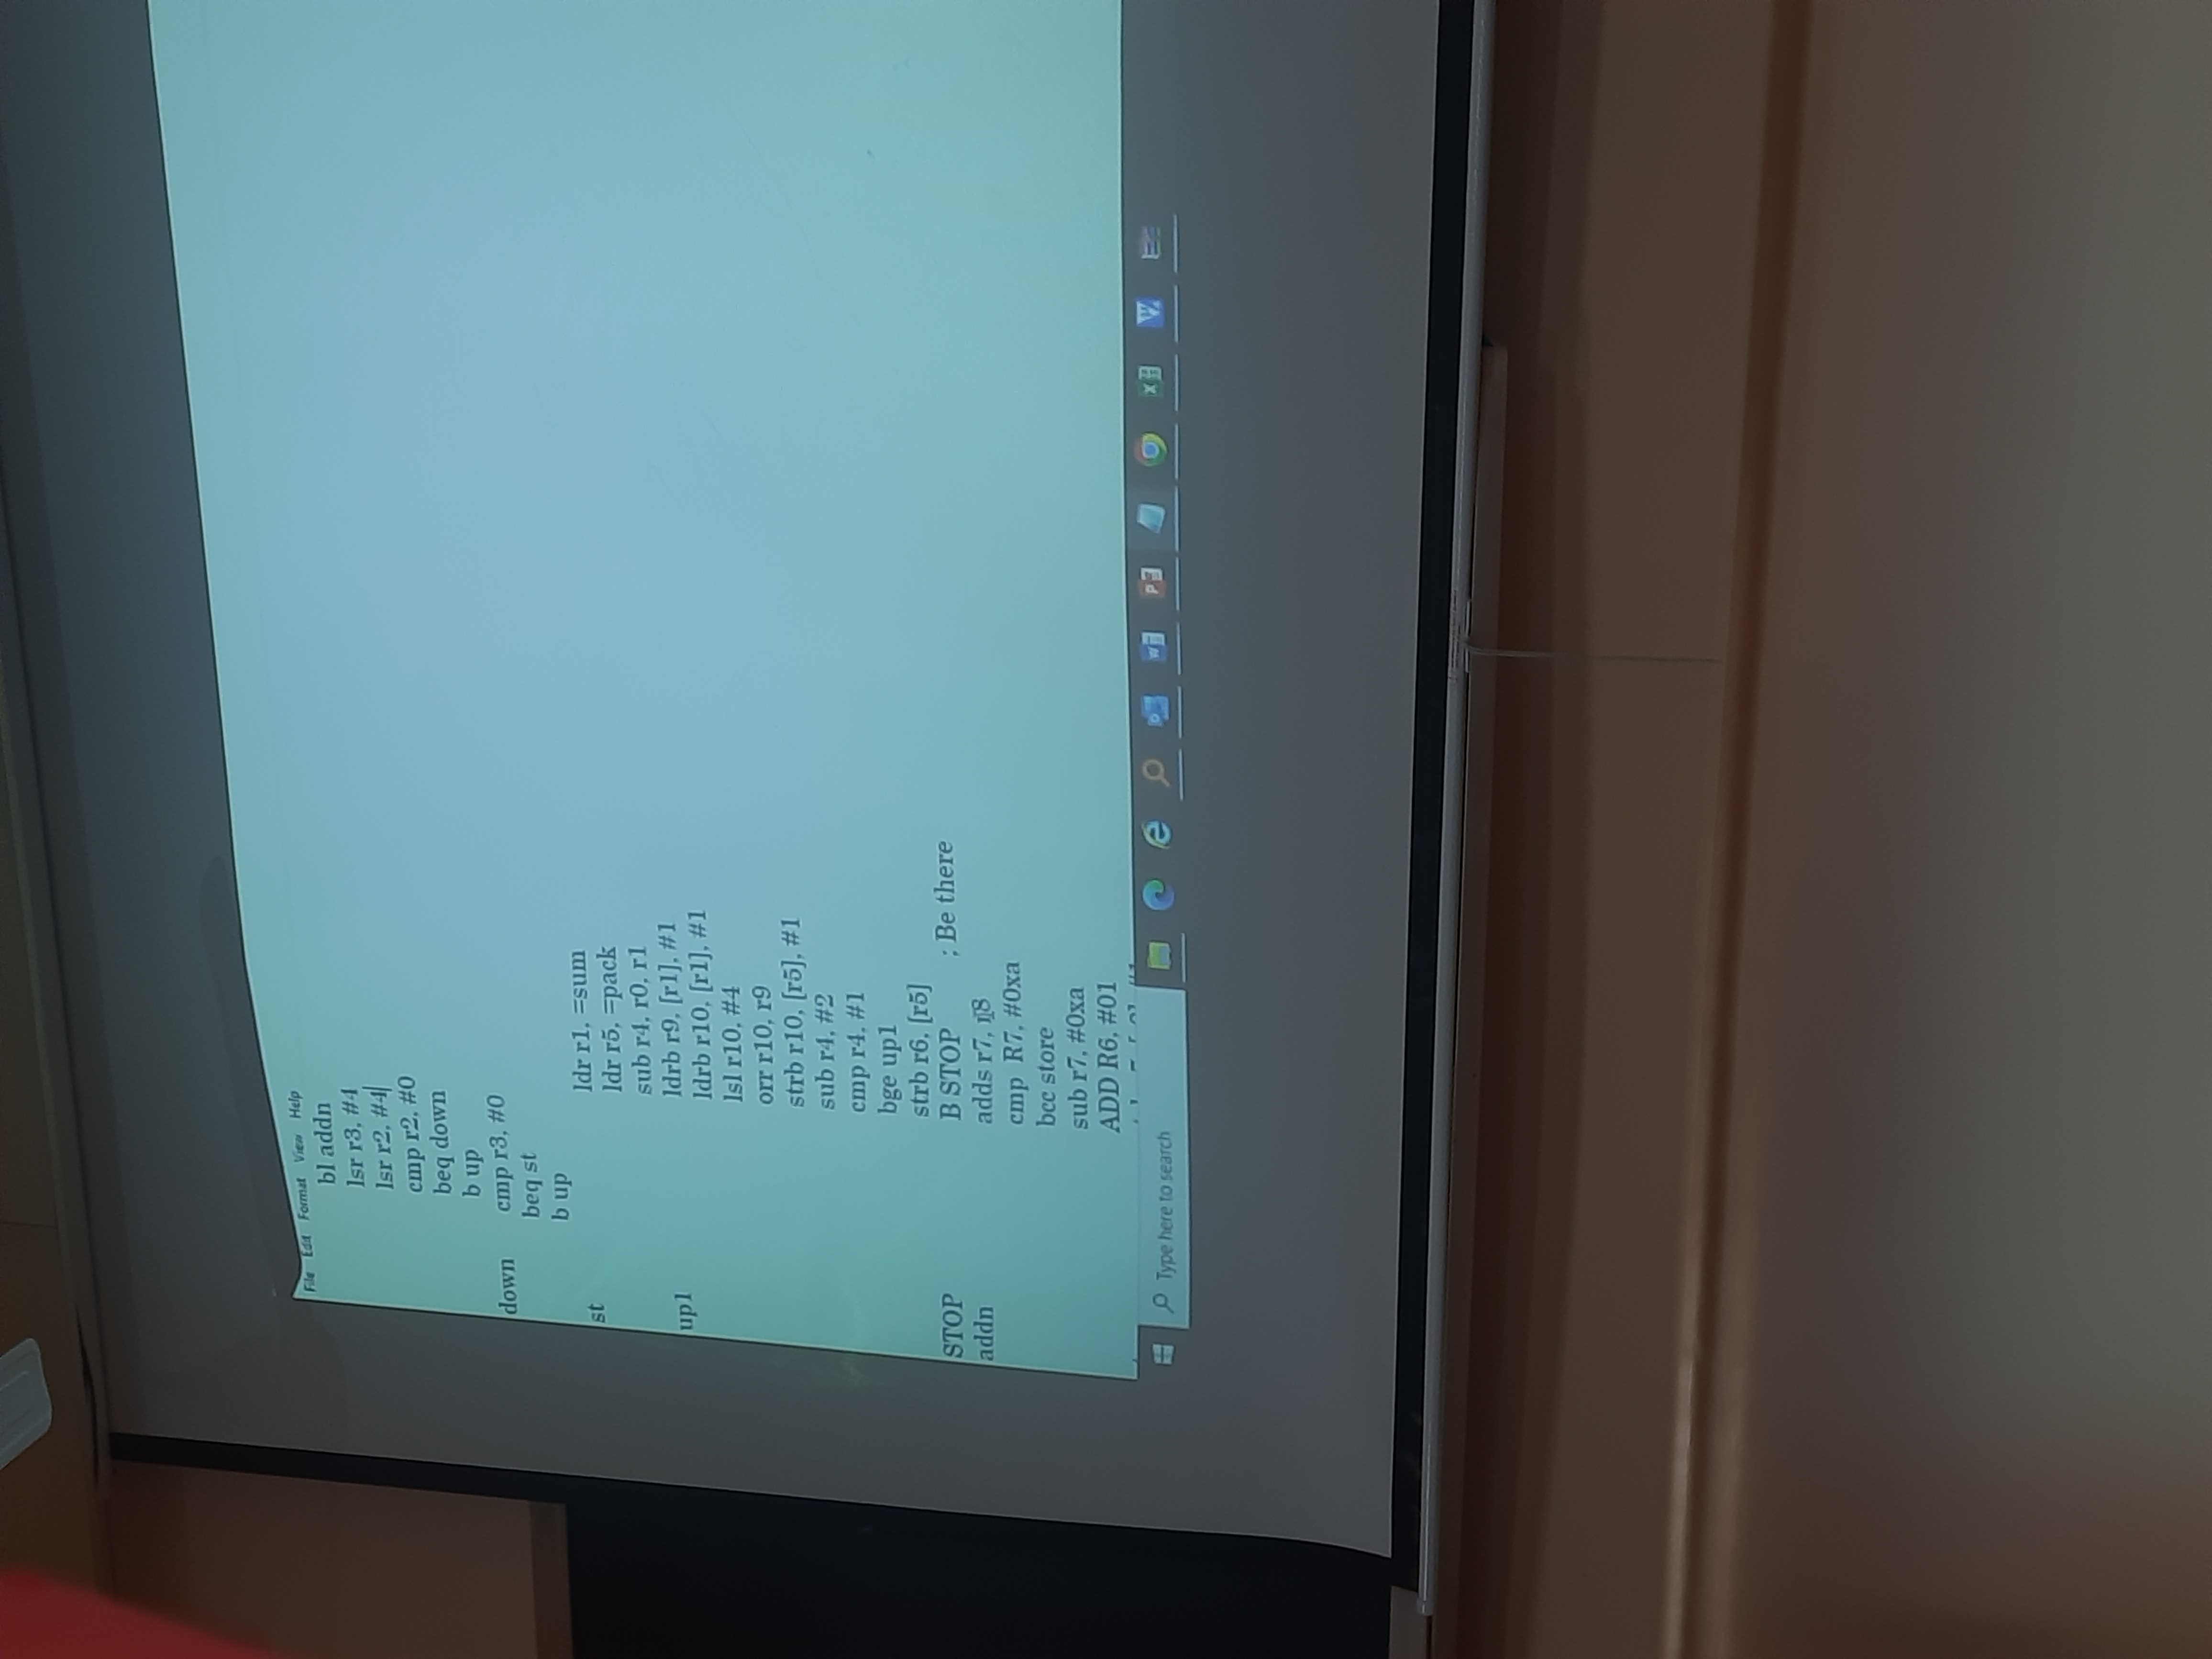 File Edit Format View Help
bl addn
lsr r3, #4
lsr r2, #4
cmp r2, #0
beq down
b up
down cmp r3, #0
beq st
b up
st ldr r1, =sum
ldr r5, =pack
sub r4, r0, r1
up1 ldrb r9, [r1], #1
ldrb r10, [r1], #1
lsl r10, #4
orr r10, r9
strb r10, [r5], #1
sub r4, #2
cmp r4, #1
bge up1
strb r6, [r5]
STOP B STOP ; Be there
addn adds r7, r8
cmp R7, #0xa
bcc store
sub r7, #0xa
ADD R6, #01
Type here to search